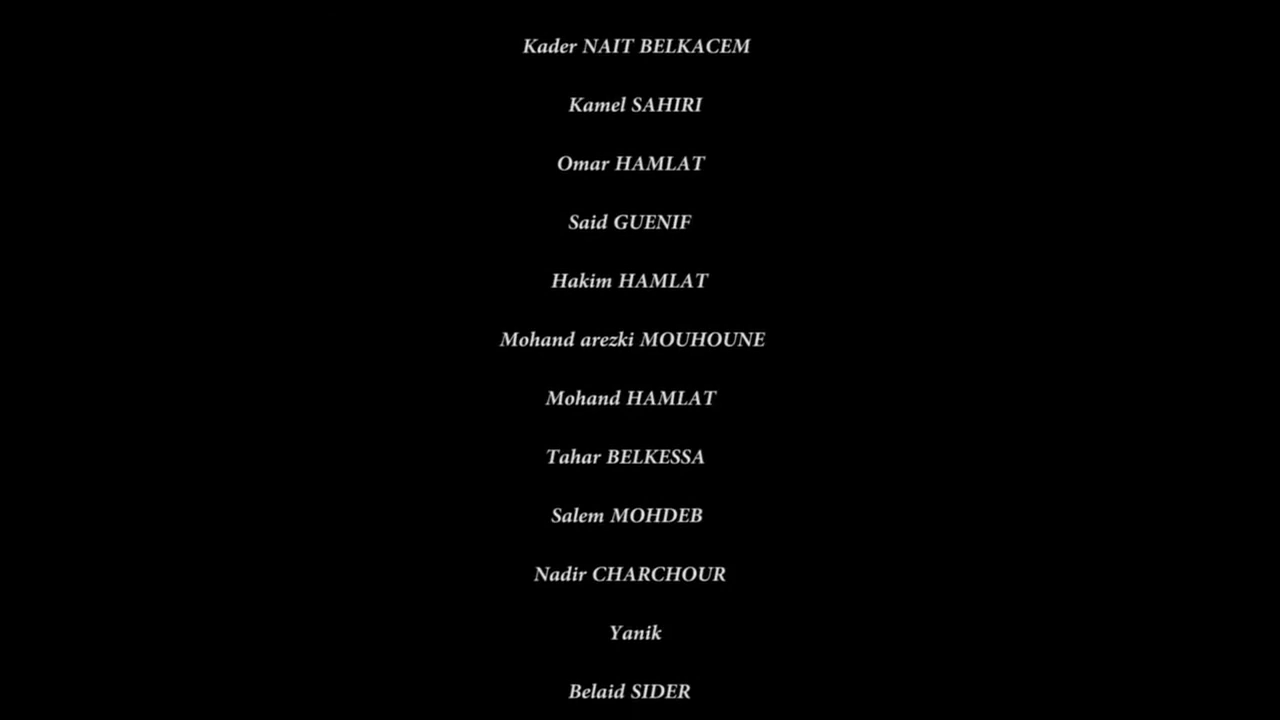 Kader NAIT BELKACEM
Kamel SAHIRI
Omar HAMLAT
Said GUENIF
Hakim HAMLAT
Mohand arezki MOUHOUNE
Mohand HAMLAT
Tahar BELKESSA
Salem MOHDEB
Nadir CHARCHOUR
Yanik
Belaid SIDER